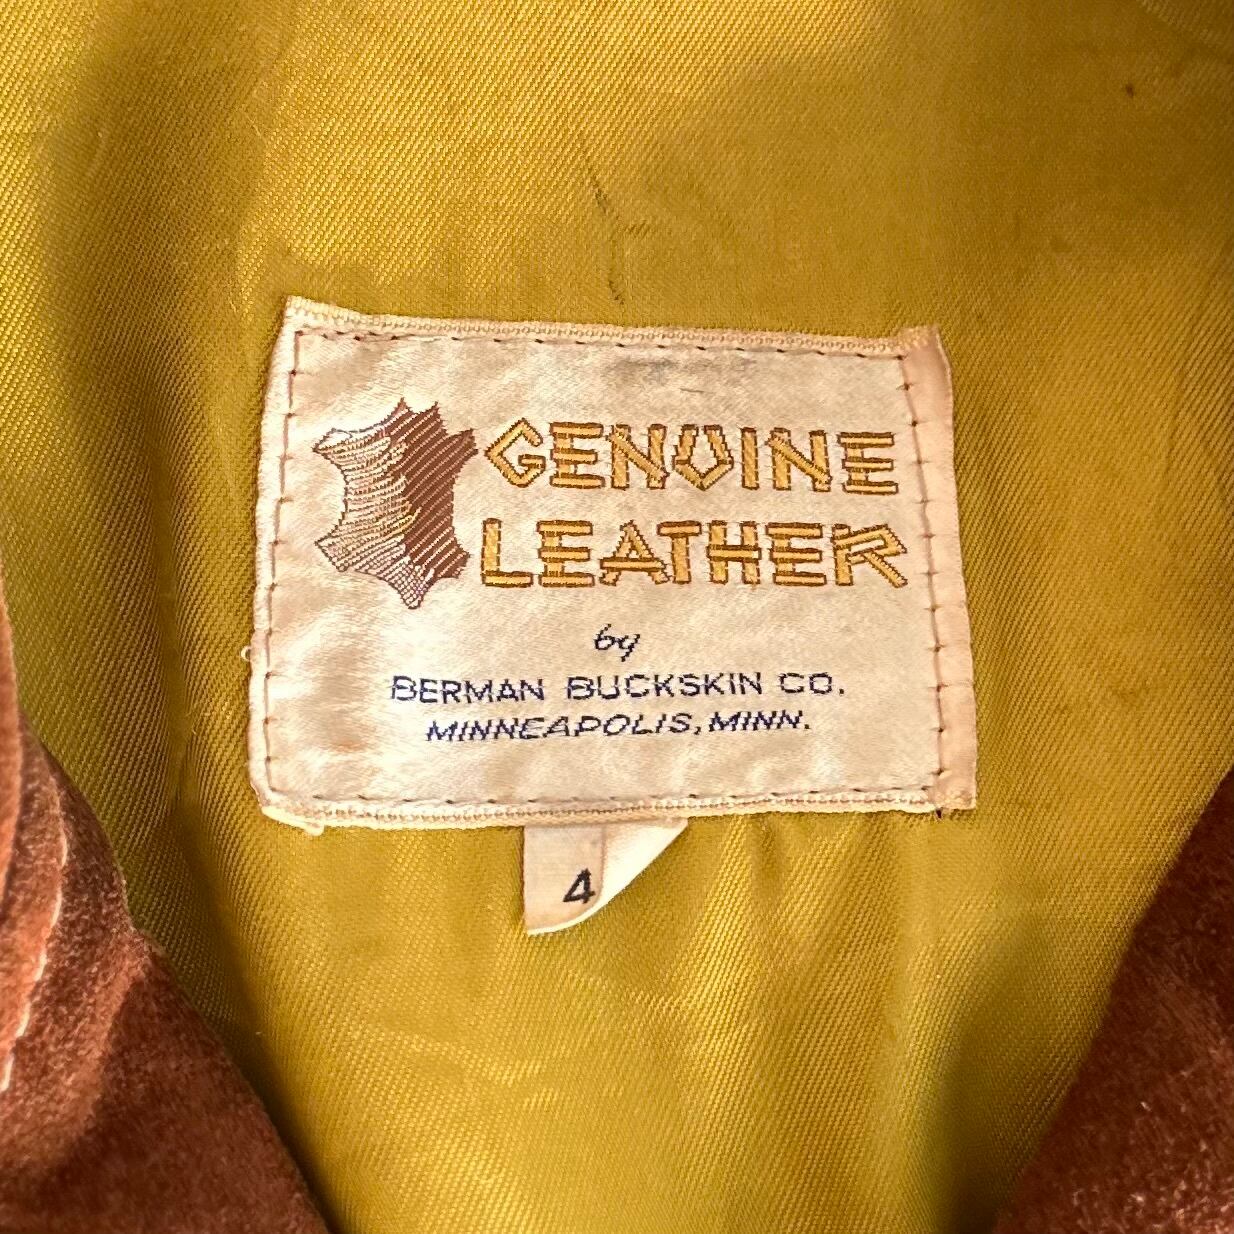 GENUINE
LEATHER
by
BERMAN BUCKSKIN CO.
MINNEAPOLIS, MINN.
4